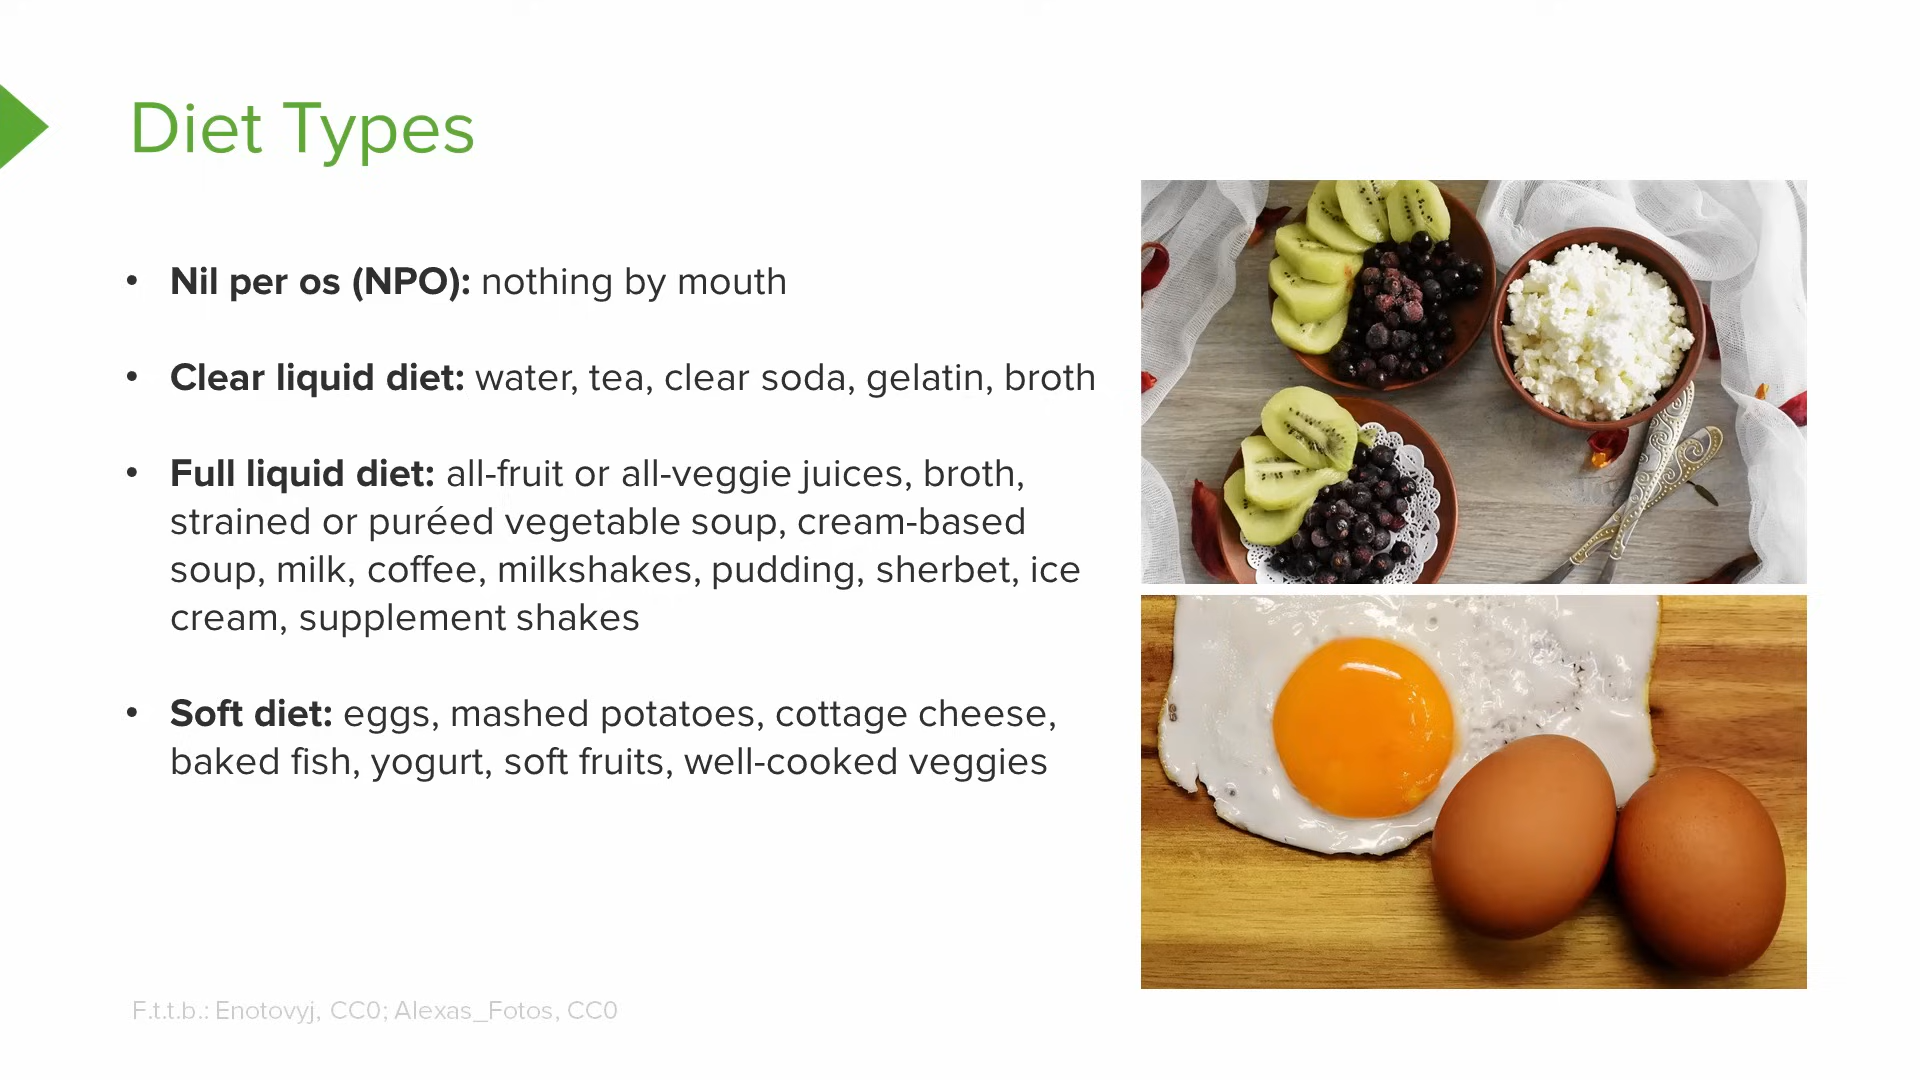 Diet Types
• Nil per os (NPO): nothing by mouth
• Clear liquid diet: water, tea, clear soda, gelatin, broth
• Full liquid diet: all-fruit or all-veggie juices, broth,
strained or puréed vegetable soup, cream-based
soup, milk, coffee, milkshakes, pudding, sherbet, ice
cream, supplement shakes
• Soft diet: eggs, mashed potatoes, cottage cheese,
baked fish, yogurt, soft fruits, well-cooked veggies
F.t.t.b.: Enotovyj, CC0; Alexas_Fotos, CC0